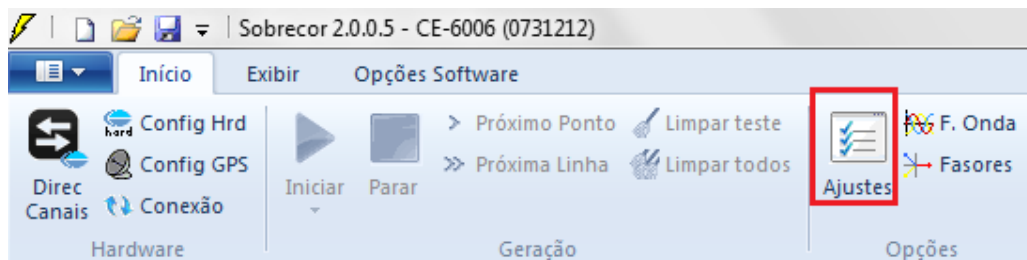 Sobrecor 2.0.0.5 - CE-6006 (0731212)
Início Exibir Opções Software
Direc Canais
hard Config Hrd
Config GPS
Conexão
Iniciar
Parar
Próximo Ponto
Próxima Linha
Limpar teste
Limpar todos
Ajustes
F. Onda
Fasores
Hardware Geração Opções